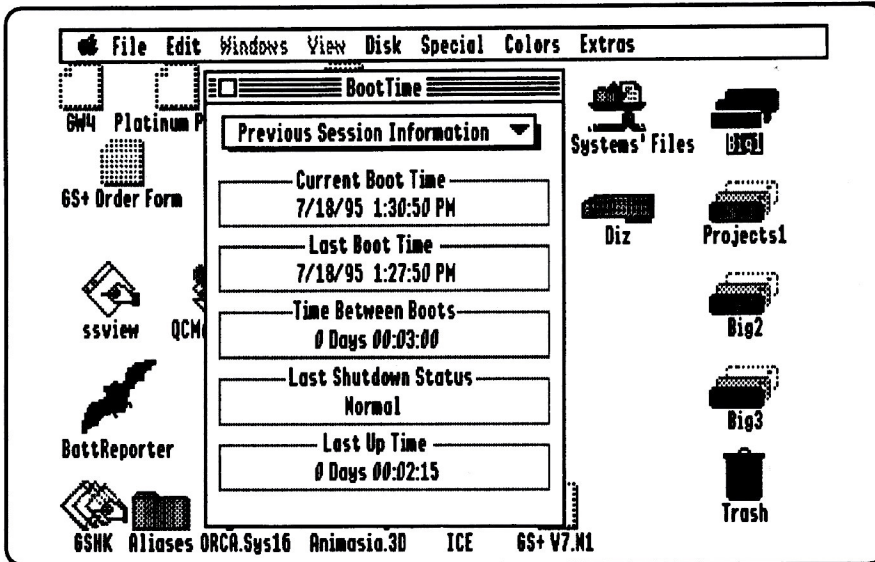 File Edit Windows View Disk Special Colors Extras
BootTime
GW4 Platinum P
Previous Session Information
Systems' Files
Big1
GS+ Order Form
Current Boot Time
7/18/95 1:30:50 PM
Diz
Projects1
Last Boot Time
7/18/95 1:27:50 PM
ssview
Time Between Boots
0 Days 00:03:00
Big2
Last Shutdown Status
Normal
Big3
BattReporter
Last Up Time
0 Days 00:02:15
Trash
GSHK Aliases ORCA.Sys16 Animasia.3D ICE GS+ V7.N1